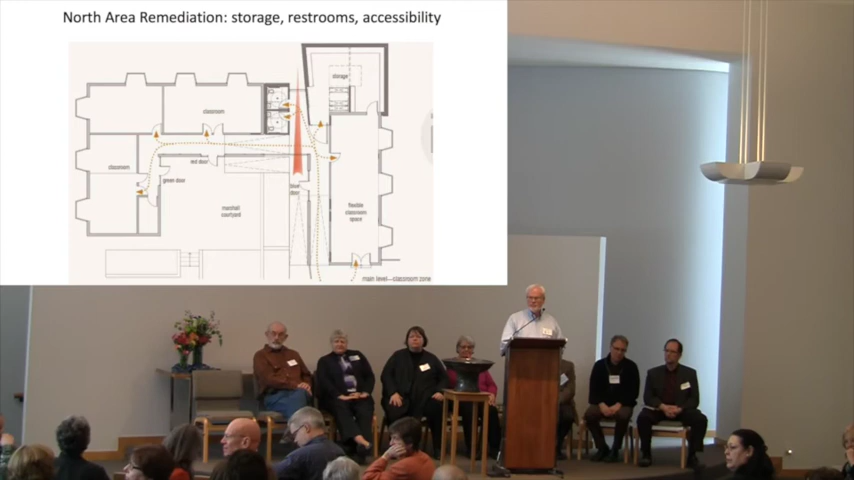 North Area Remediation: storage, restrooms, accessibility
storage
classroom
classroom
red door
green door
blue
door
marshall
courtyard
flexible
classroom
space
main level—classroom zone